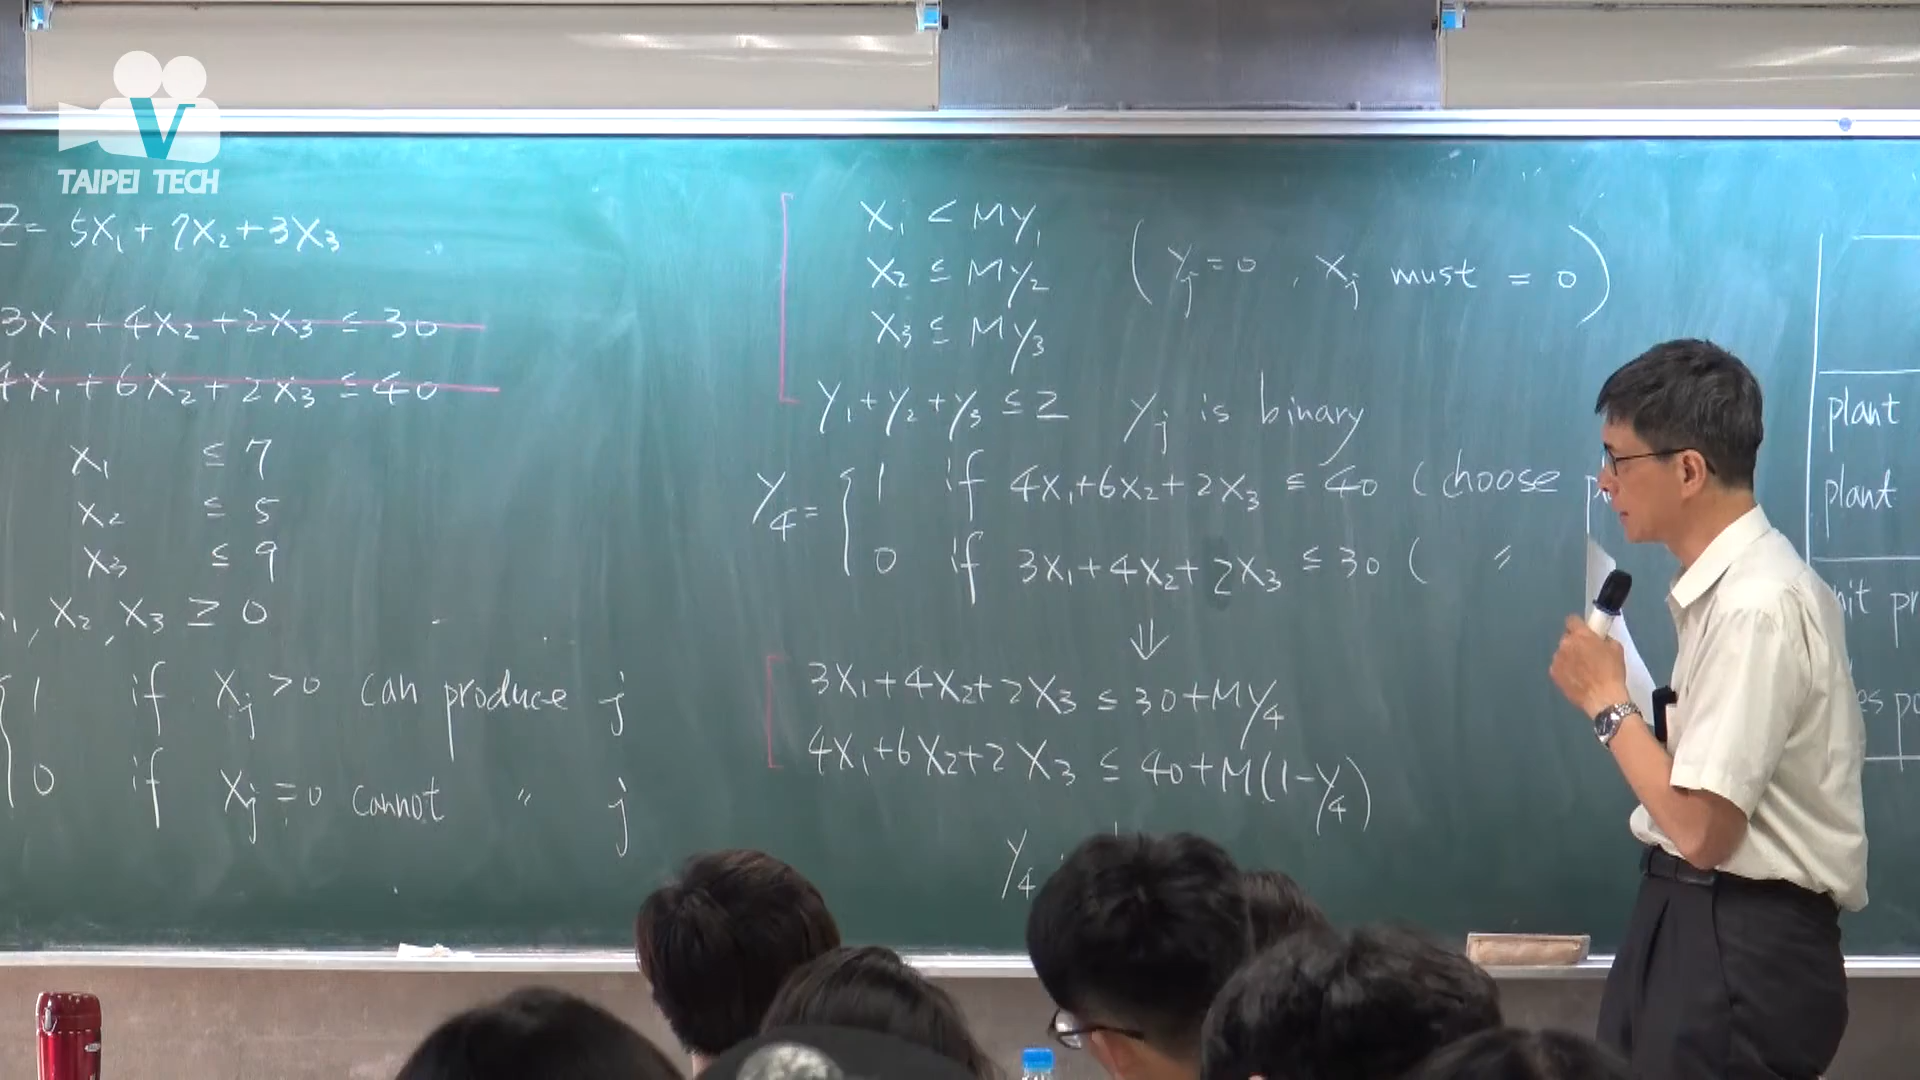 TAIPEI TECH
Z = 5X₁ + 7X₂ + 3X₃
3X₁ + 4X₂ + 2X₃ ≤ 30
4X₁ + 6X₂ + 2X₃ ≤ 40
X₁ ≤ 7
X₂ ≤ 5
X₃ ≤ 9
, X₂, X₃ ≥ 0
1 if Xⱼ > 0 can produce j
0 if Xⱼ = 0 cannot 〃 j
X₁ < My₁
X₂ ≤ My₂ (yⱼ = 0, Xⱼ must = 0)
X₃ ≤ My₃
y₁ + y₂ + y₃ ≤ 2 yⱼ is binary
y₄ = { 1 if 4X₁ + 6X₂ + 2X₃ ≤ 40 (choose
0 if 3X₁ + 4X₂ + 2X₃ ≤ 30 ( 〃
⇓
3X₁ + 4X₂ + 2X₃ ≤ 30 + My₄
4X₁ + 6X₂ + 2X₃ ≤ 40 + M(1 - y₄)
y₄
plant
plant